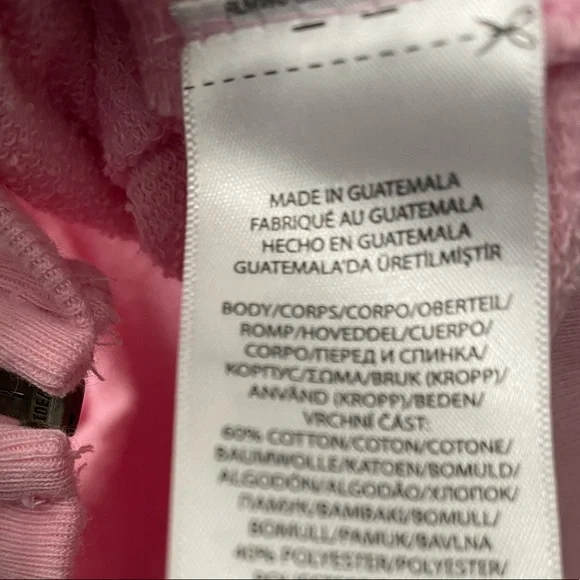 MADE IN GUATEMALA
FABRIQUÉ AU GUATEMALA
HECHO EN GUATEMALA
GUATEMALA'DA ÜRETİLMİŞTİR
BODY/CORPS/CORPO/OBERTEIL/
ROMP/HOVEDDEL/CUERPO/
CORPO/ПЕРЕД И СПИНКА/
КОРПУС/ΣΩΜΑ/BRUK (KROPP)/
ANVÄND (KROPP)/BEDEN/
VRCHNÍ ČÁST:
60% COTTON/COTON/COTONE/
BAUMWOLLE/KATOEN/BOMULD/
ALGODÓN/ALGODÃO/ХЛОПОК/
ПАМУК/BAMBAKI/BOMULL/
BOMULL/PAMUK/BAVLNA
40% POLYESTER/POLYESTER/